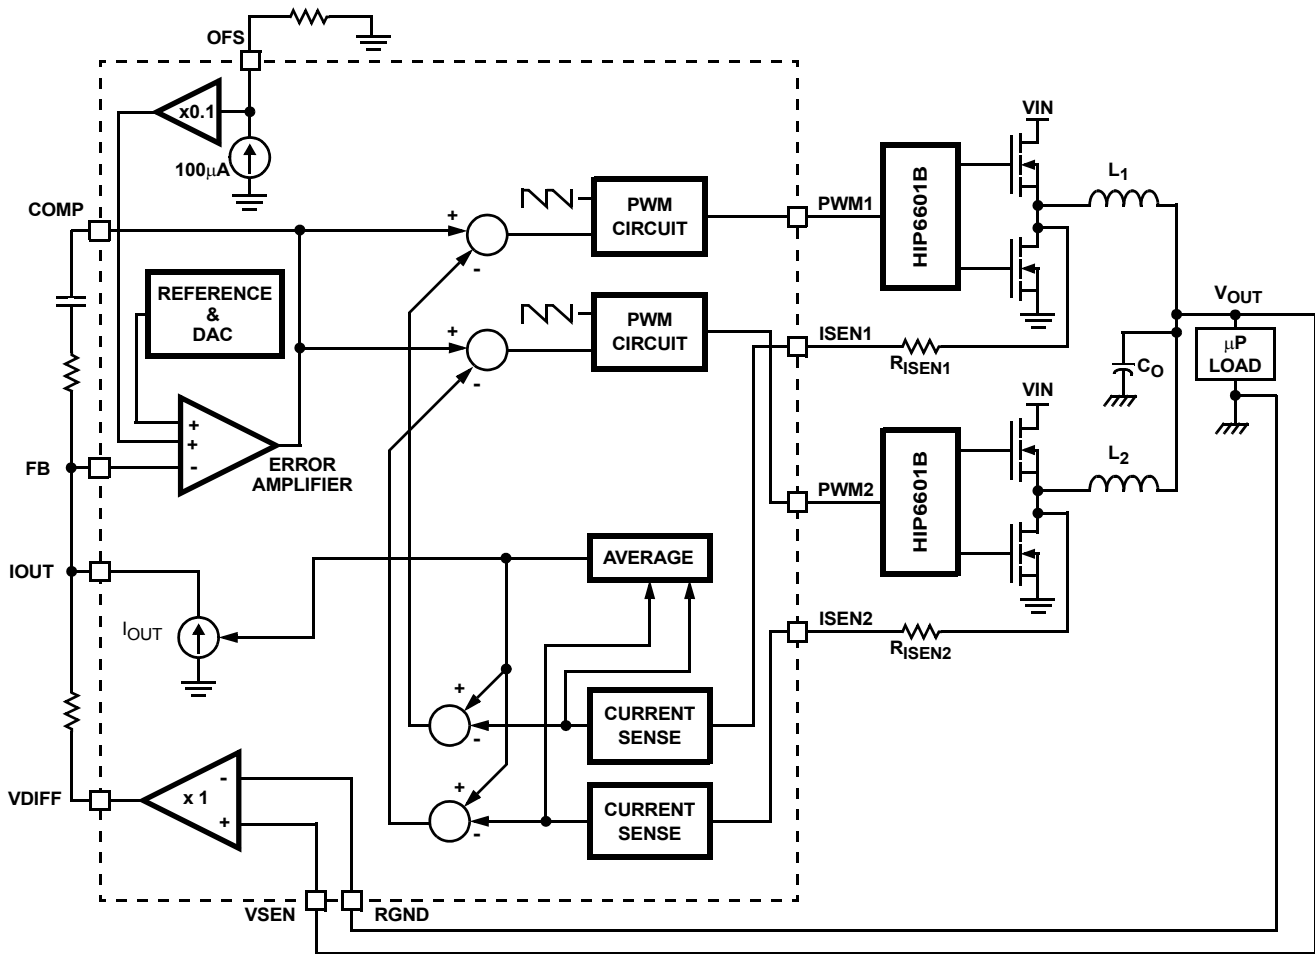 OFS
x0.1
100μA
VIN
L1
COMP
+
-
PWM
CIRCUIT
PWM1
HIP6601B
REFERENCE
&
DAC
+
-
PWM
CIRCUIT
ISEN1
RISEN1
VOUT
μP
LOAD
CO
VIN
+
+
-
ERROR
AMPLIFIER
FB
L2
PWM2
HIP6601B
IOUT
AVERAGE
IOUT
ISEN2
RISEN2
+
-
CURRENT
SENSE
VDIFF
x 1
-
+
+
-
CURRENT
SENSE
VSEN
RGND